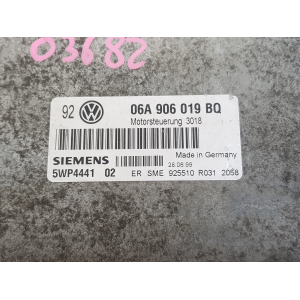 03682
92 06A 906 019 BQ
Motorsteuerung 3018
SIEMENS
Made in Germany
28.06.99
5WP4441 02
ER SME 925510 R031 2058